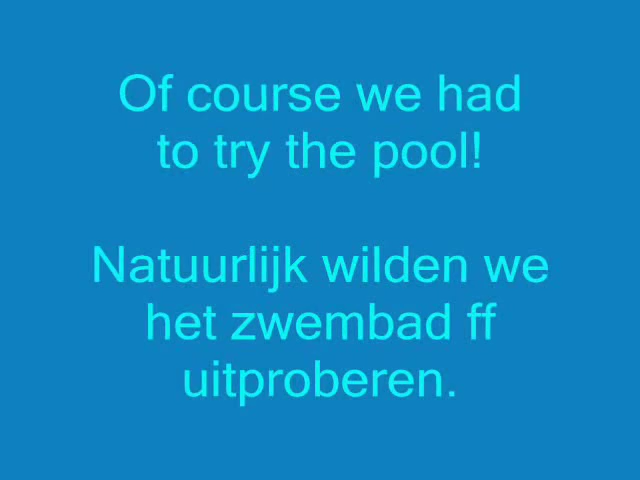 Of course we had
to try the pool!
Natuurlijk wilden we
het zwembad ff
uitproberen.